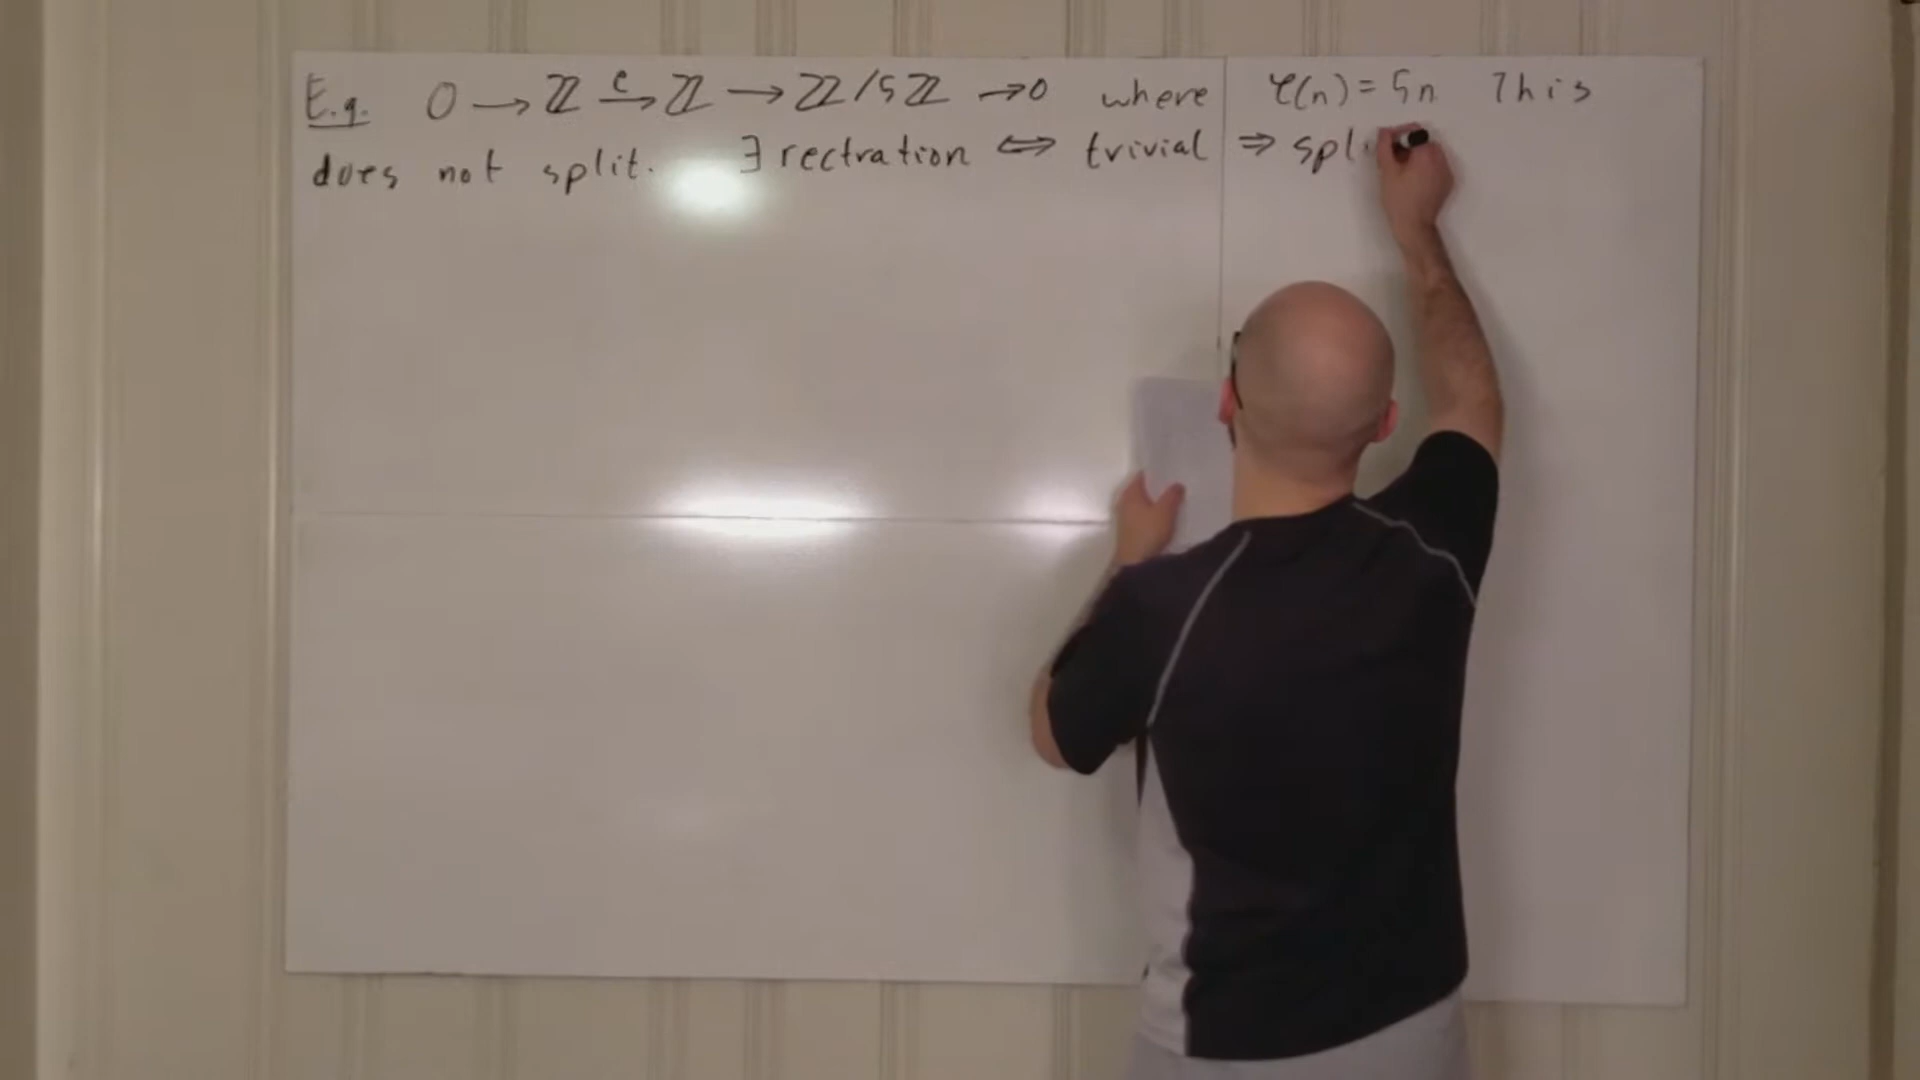 E.g. 0 → ℤ →^φ ℤ → ℤ/5ℤ → 0 where φ(n) = 5n This
does not split. ∃ rectration ⇔ trivial ⇒ spl